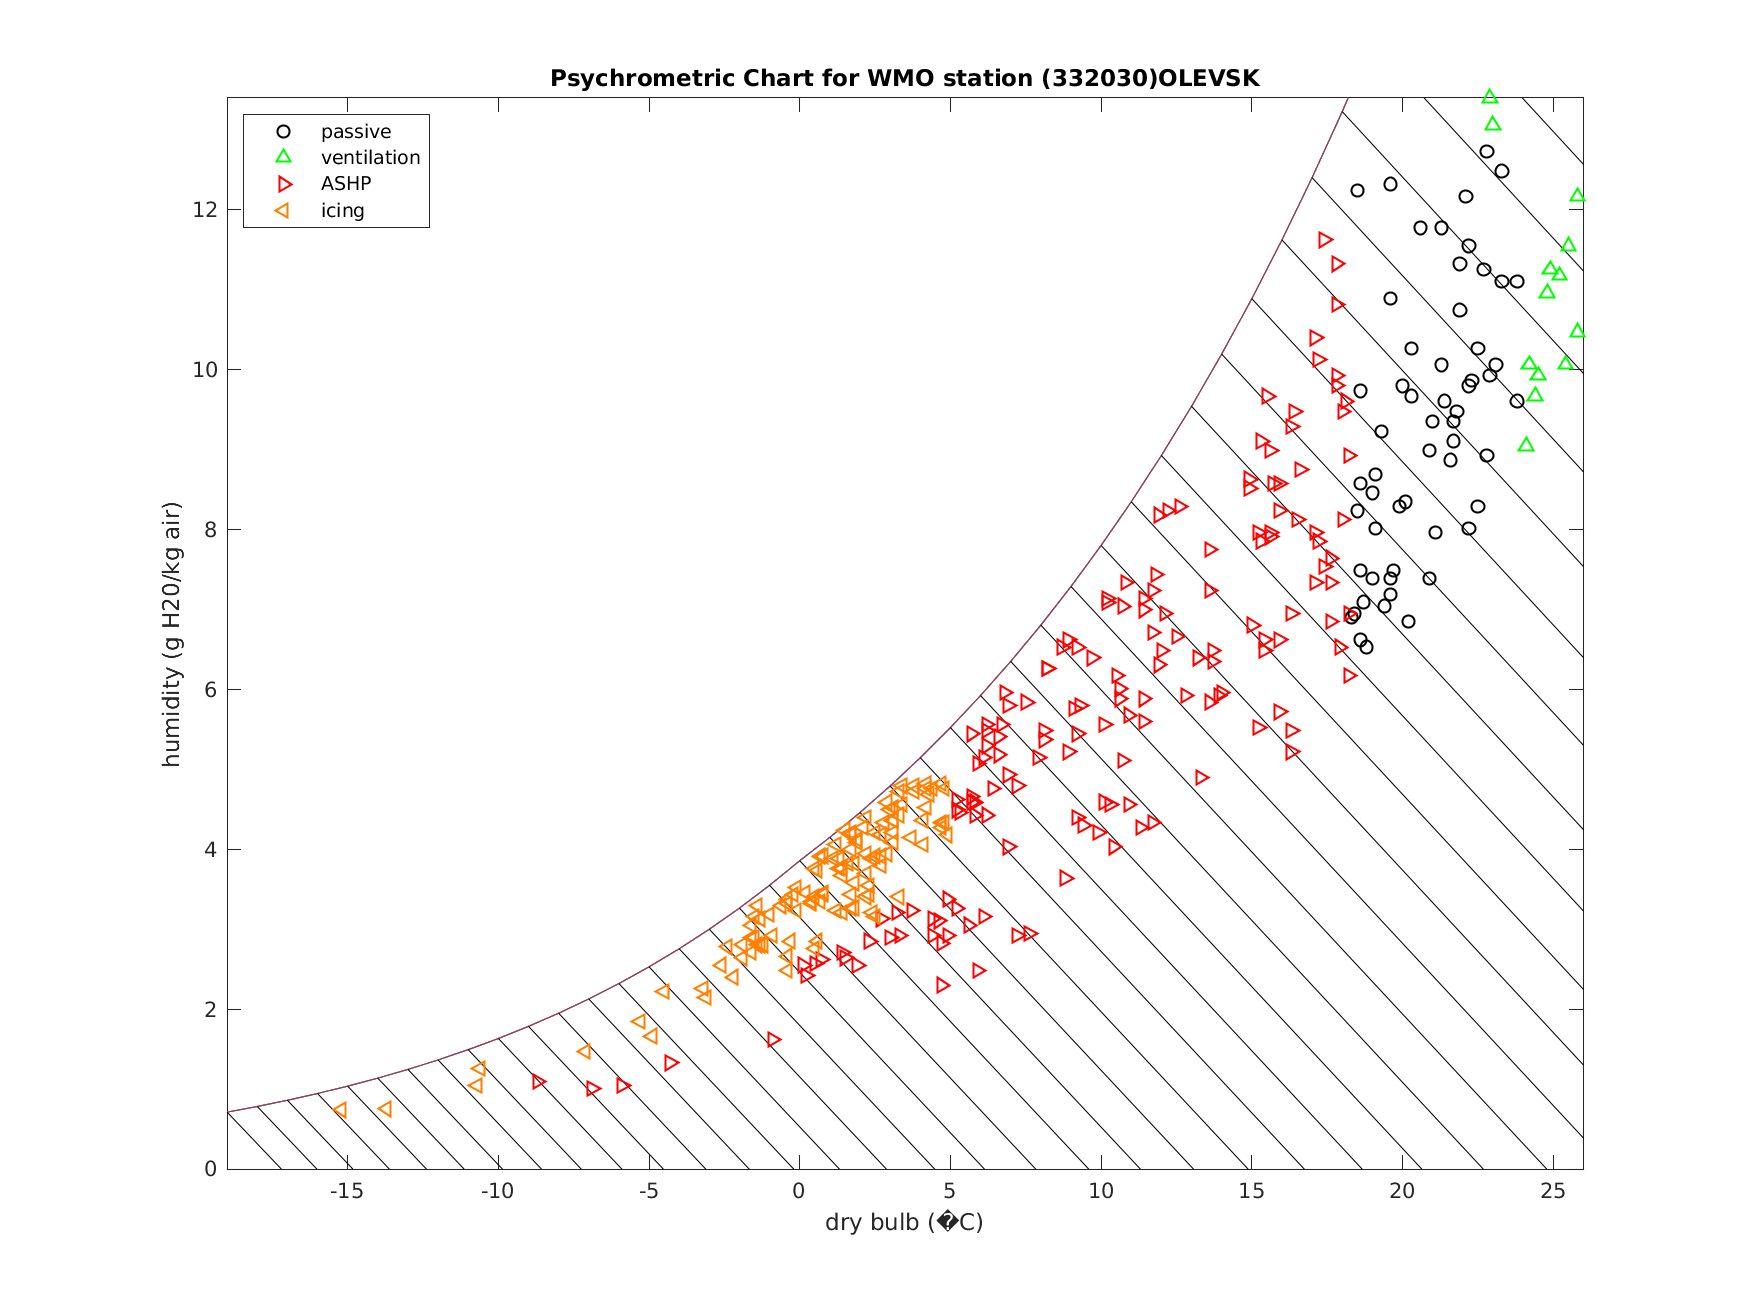 Psychrometric Chart for WMO station (332030)OLEVSK
passive
ventilation
ASHP
icing
humidity (g H20/kg air)
12
10
8
6
4
2
0
-15 -10 -5 0 5 10 15 20 25
dry bulb (�C)